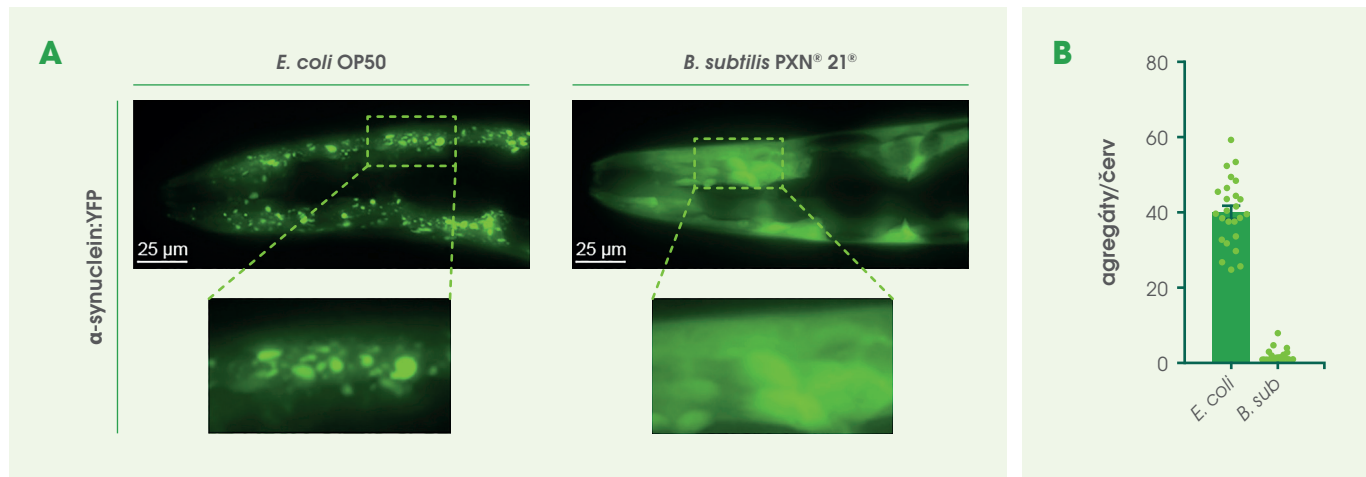 A
E. coli OP50
B. subtilis PXN® 21®
α-synuclein:YFP
25 µm
25 µm
B
agregáty/červ
80
60
40
20
0
E. coli
B. sub